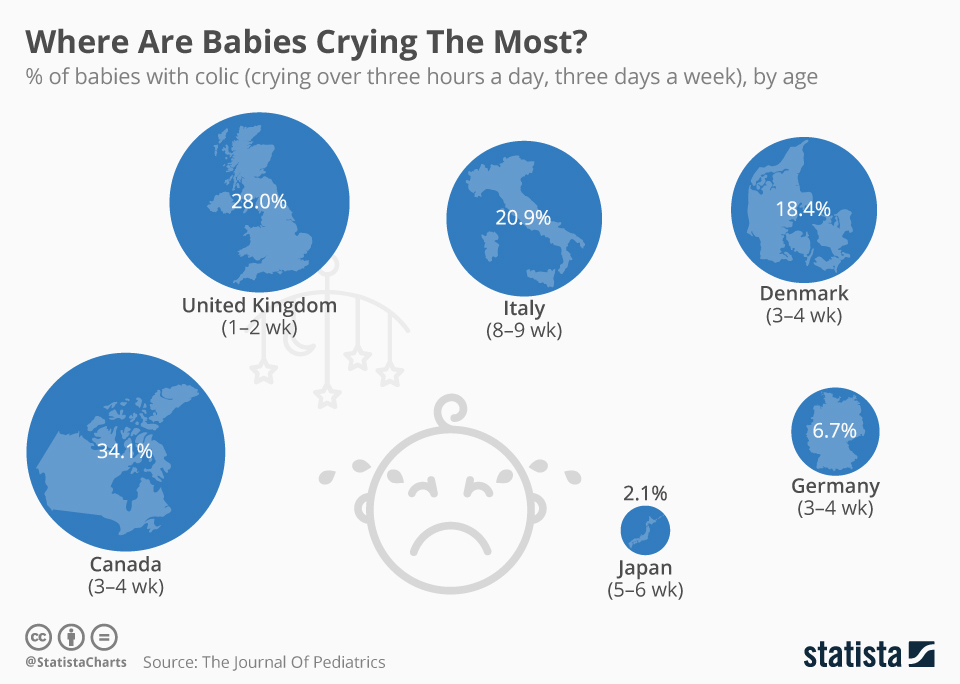 Where Are Babies Crying The Most?
% of babies with colic (crying over three hours a day, three days a week), by age
28.0%
United Kingdom
(1–2 wk)
20.9%
Italy
(8–9 wk)
18.4%
Denmark
(3–4 wk)
34.1%
Canada
(3–4 wk)
2.1%
Japan
(5–6 wk)
6.7%
Germany
(3–4 wk)
cc
@StatistaCharts Source: The Journal Of Pediatrics
statista